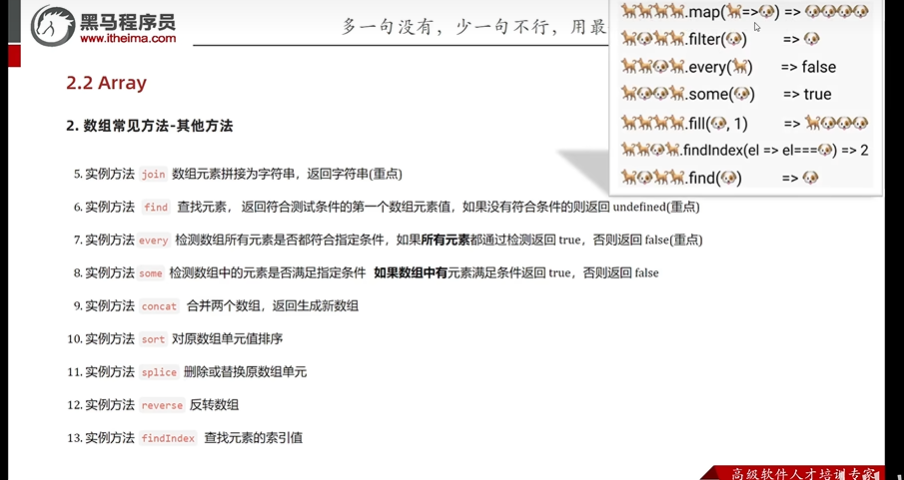 黑马程序员
www.itheima.com
多一句没有，少一句不行，用最
🐕🐕🐕🐕.map(🐕=>🐶) => 🐶🐶🐶🐶
🐕🐶🐕🐕.filter(🐶) => 🐶
🐕🐕🐶🐕.every(🐕) => false
🐕🐶🐶🐕.some(🐶) => true
🐕🐕🐕🐕.fill(🐶, 1) => 🐕🐶🐶🐶
🐕🐕🐶🐕.findIndex(el => el===🐶) => 2
🐕🐶🐕🐕.find(🐶) => 🐶
2.2 Array
2. 数组常见方法-其他方法
5. 实例方法 join 数组元素拼接为字符串，返回字符串(重点)
6. 实例方法 find 查找元素， 返回符合测试条件的第一个数组元素值，如果没有符合条件的则返回 undefined(重点)
7. 实例方法 every 检测数组所有元素是否都符合指定条件，如果所有元素都通过检测返回 true，否则返回 false(重点)
8. 实例方法 some 检测数组中的元素是否满足指定条件 如果数组中有元素满足条件返回 true，否则返回 false
9. 实例方法 concat 合并两个数组，返回生成新数组
10. 实例方法 sort 对原数组单元值排序
11. 实例方法 splice 删除或替换原数组单元
12. 实例方法 reverse 反转数组
13. 实例方法 findIndex 查找元素的索引值
高级软件人才培训专家